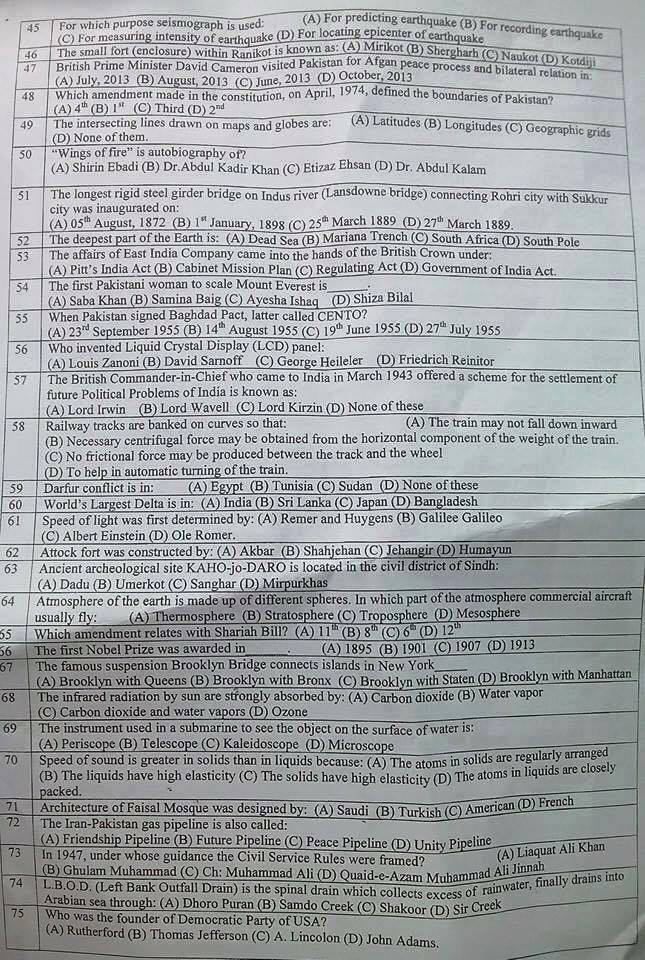 45 For which purpose seismograph is used: (A) For predicting earthquake (B) For recording earthquake
(C) For measuring intensity of earthquake (D) For locating epicenter of earthquake
46 The small fort (enclosure) within Ranikot is known as: (A) Mirikot (B) Shergharh (C) Naukot (D) Kotdiji
47 British Prime Minister David Cameron visited Pakistan for Afgan peace process and bilateral relation in:
(A) July, 2013 (B) August, 2013 (C) June, 2013 (D) October, 2013
48 Which amendment made in the constitution, on April, 1974, defined the boundaries of Pakistan?
(A) 4th (B) 1st (C) Third (D) 2nd
49 The intersecting lines drawn on maps and globes are: (A) Latitudes (B) Longitudes (C) Geographic grids
(D) None of them.
50 "Wings of fire" is autobiography of?
(A) Shirin Ebadi (B) Dr.Abdul Kadir Khan (C) Etizaz Ehsan (D) Dr. Abdul Kalam
51 The longest rigid steel girder bridge on Indus river (Lansdowne bridge) connecting Rohri city with Sukkur
city was inaugurated on:
(A) 05th August, 1872 (B) 1st January, 1898 (C) 25th March 1889 (D) 27th March 1889.
52 The deepest part of the Earth is: (A) Dead Sea (B) Mariana Trench (C) South Africa (D) South Pole
53 The affairs of East India Company came into the hands of the British Crown under:
(A) Pitt's India Act (B) Cabinet Mission Plan (C) Regulating Act (D) Government of India Act.
54 The first Pakistani woman to scale Mount Everest is ______.
(A) Saba Khan (B) Samina Baig (C) Ayesha Ishaq (D) Shiza Bilal
55 When Pakistan signed Baghdad Pact, latter called CENTO?
(A) 23rd September 1955 (B) 14th August 1955 (C) 19th June 1955 (D) 27th July 1955
56 Who invented Liquid Crystal Display (LCD) panel:
(A) Louis Zanoni (B) David Sarnoff (C) George Heileler (D) Friedrich Reinitor
57 The British Commander-in-Chief who came to India in March 1943 offered a scheme for the settlement of
future Political Problems of India is known as:
(A) Lord Irwin (B) Lord Wavell (C) Lord Kirzin (D) None of these
58 Railway tracks are banked on curves so that: (A) The train may not fall down inward
(B) Necessary centrifugal force may be obtained from the horizontal component of the weight of the train.
(C) No frictional force may be produced between the track and the wheel
(D) To help in automatic turning of the train.
59 Darfur conflict is in: (A) Egypt (B) Tunisia (C) Sudan (D) None of these
60 World's Largest Delta is in: (A) India (B) Sri Lanka (C) Japan (D) Bangladesh
61 Speed of light was first determined by: (A) Remer and Huygens (B) Galilee Galileo
(C) Albert Einstein (D) Ole Romer.
62 Attock fort was constructed by: (A) Akbar (B) Shahjehan (C) Jehangir (D) Humayun
63 Ancient archeological site KAHO-jo-DARO is located in the civil district of Sindh:
(A) Dadu (B) Umerkot (C) Sanghar (D) Mirpurkhas
64 Atmosphere of the earth is made up of different spheres. In which part of the atmosphere commercial aircraft
usually fly: (A) Thermosphere (B) Stratosphere (C) Troposphere (D) Mesosphere
65 Which amendment relates with Shariah Bill? (A) 11th (B) 8th (C) 6th (D) 12th
66 The first Nobel Prize was awarded in ______. (A) 1895 (B) 1901 (C) 1907 (D) 1913
67 The famous suspension Brooklyn Bridge connects islands in New York____
(A) Brooklyn with Queens (B) Brooklyn with Bronx (C) Brooklyn with Staten (D) Brooklyn with Manhattan
68 The infrared radiation by sun are strongly absorbed by: (A) Carbon dioxide (B) Water vapor
(C) Carbon dioxide and water vapors (D) Ozone
69 The instrument used in a submarine to see the object on the surface of water is:
(A) Periscope (B) Telescope (C) Kaleidoscope (D) Microscope
70 Speed of sound is greater in solids than in liquids because: (A) The atoms in solids are regularly arranged
(B) The liquids have high elasticity (C) The solids have high elasticity (D) The atoms in liquids are closely
packed.
71 Architecture of Faisal Mosque was designed by: (A) Saudi (B) Turkish (C) American (D) French
72 The Iran-Pakistan gas pipeline is also called:
(A) Friendship Pipeline (B) Future Pipeline (C) Peace Pipeline (D) Unity Pipeline
73 In 1947, under whose guidance the Civil Service Rules were framed? (A) Liaquat Ali Khan
(B) Ghulam Muhammad (C) Ch: Muhammad Ali (D) Quaid-e-Azam Muhammad Ali Jinnah
74 L.B.O.D. (Left Bank Outfall Drain) is the spinal drain which collects excess of rainwater, finally drains into
Arabian sea through: (A) Dhoro Puran (B) Samdo Creek (C) Shakoor (D) Sir Creek
75 Who was the founder of Democratic Party of USA?
(A) Rutherford (B) Thomas Jefferson (C) A. Lincolon (D) John Adams.